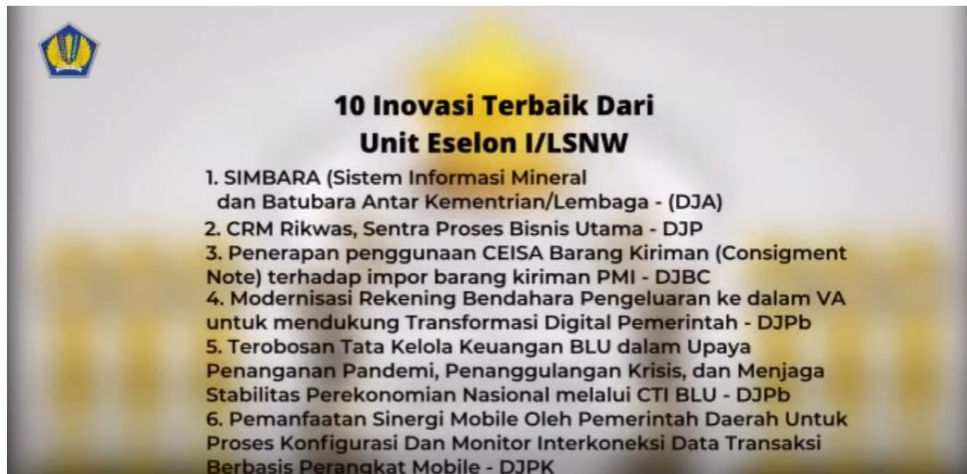 10 Inovasi Terbaik Dari
Unit Eselon I/LSNW
1. SIMBARA (Sistem Informasi Mineral
dan Batubara Antar Kementrian/Lembaga - (DJA)
2. CRM Rikwas, Sentra Proses Bisnis Utama - DJP
3. Penerapan penggunaan CEISA Barang Kiriman (Consigment
Note) terhadap impor barang kiriman PMI - DJBC
4. Modernisasi Rekening Bendahara Pengeluaran ke dalam VA
untuk mendukung Transformasi Digital Pemerintah - DJPb
5. Terobosan Tata Kelola Keuangan BLU dalam Upaya
Penanganan Pandemi, Penanggulangan Krisis, dan Menjaga
Stabilitas Perekonomian Nasional melalui CTI BLU - DJPb
6. Pemanfaatan Sinergi Mobile Oleh Pemerintah Daerah Untuk
Proses Konfigurasi Dan Monitor Interkoneksi Data Transaksi
Berbasis Perangkat Mobile - DJPK